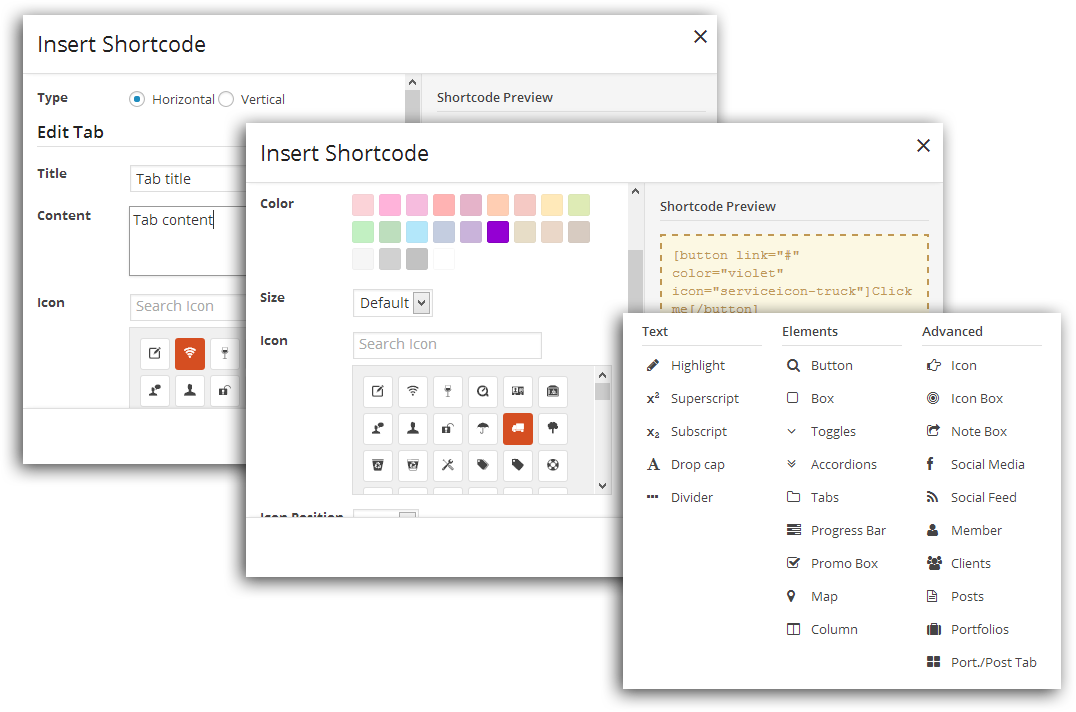 Insert Shortcode
Type
Horizontal
Vertical
Shortcode Preview
Edit Tab
Title
Tab title
Content
Tab content
Icon
Search Icon
Insert Shortcode
Color
Size
Default
Icon
Search Icon
Icon Position
Shortcode Preview
[button link="#"
color="violet"
icon="serviceicon-truck"]Click
me[/button]
Text
Highlight
x² Superscript
x₂ Subscript
A Drop cap
Divider
Elements
Button
Box
Toggles
Accordions
Tabs
Progress Bar
Promo Box
Map
Column
Advanced
Icon
Icon Box
Note Box
Social Media
Social Feed
Member
Clients
Posts
Portfolios
Port./Post Tab